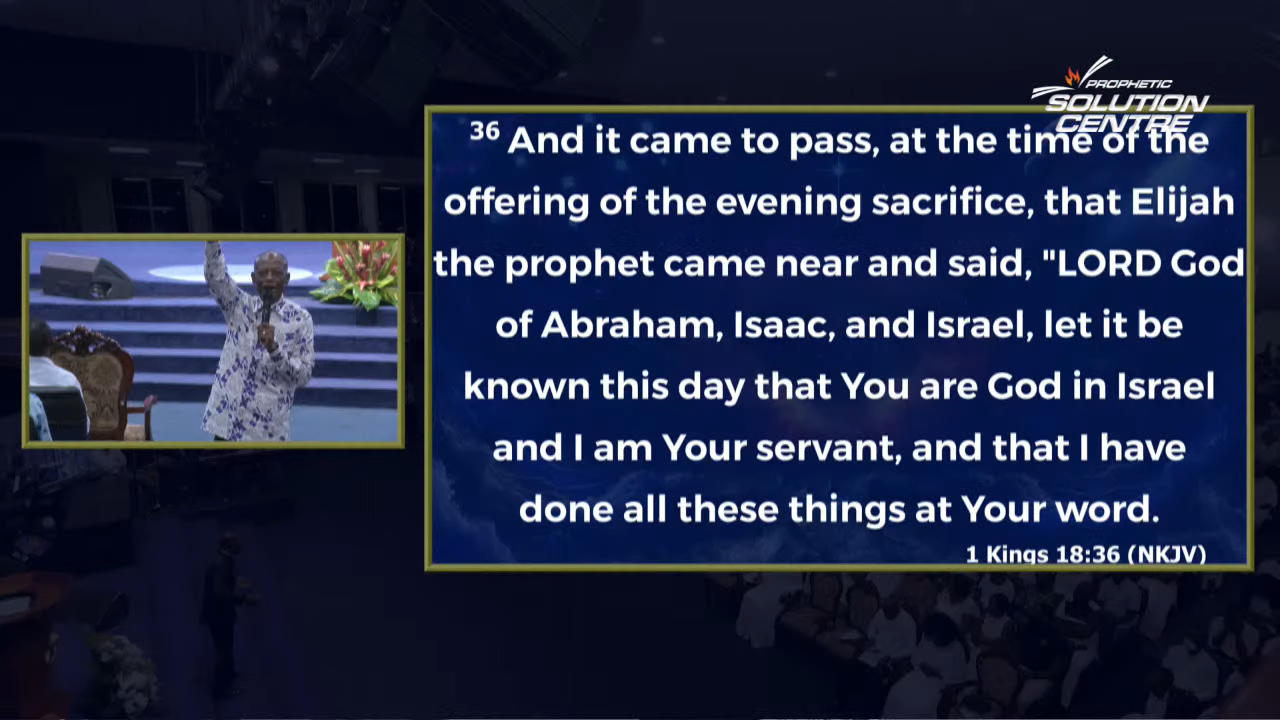 PROPHETIC
SOLUTION
CENTRE
36 And it came to pass, at the time of the
offering of the evening sacrifice, that Elijah
the prophet came near and said, "LORD God
of Abraham, Isaac, and Israel, let it be
known this day that You are God in Israel
and I am Your servant, and that I have
done all these things at Your word.
1 Kings 18:36 (NKJV)